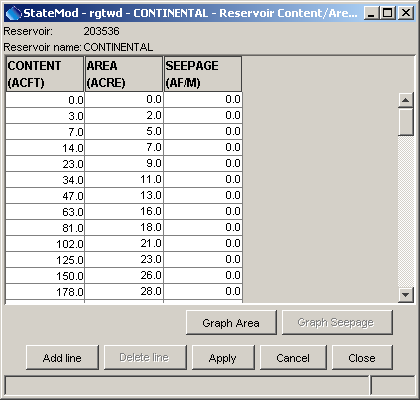 StateMod - rgtwd - CONTINENTAL - Reservoir Content/Are...
Reservoir: 203536
Reservoir name: CONTINENTAL
CONTENT (ACFT) AREA (ACRE) SEEPAGE (AF/M)
0.0 0.0 0.0
3.0 2.0 0.0
7.0 5.0 0.0
14.0 7.0 0.0
23.0 9.0 0.0
34.0 11.0 0.0
47.0 13.0 0.0
63.0 16.0 0.0
81.0 18.0 0.0
102.0 21.0 0.0
125.0 23.0 0.0
150.0 26.0 0.0
178.0 28.0 0.0
Graph Area Graph Seepage
Add line Delete line Apply Cancel Close